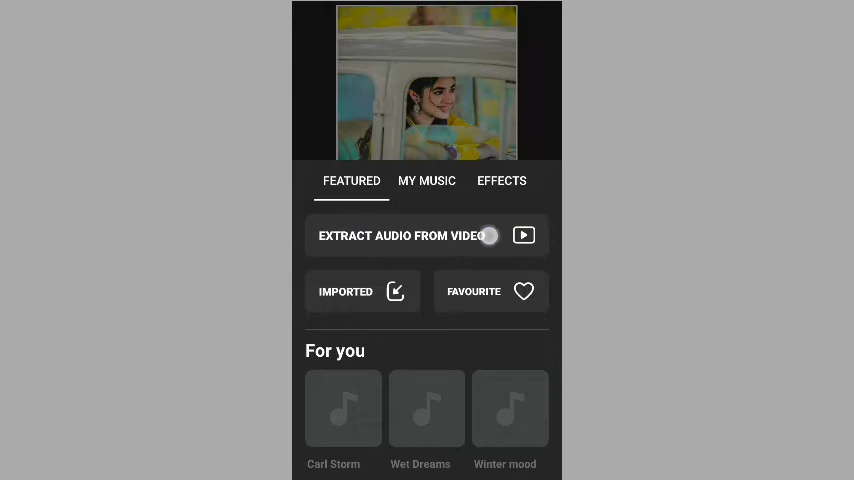 FEATURED MY MUSIC EFFECTS
EXTRACT AUDIO FROM VIDEO
IMPORTED FAVOURITE
For you
Carl Storm Wet Dreams Winter mood